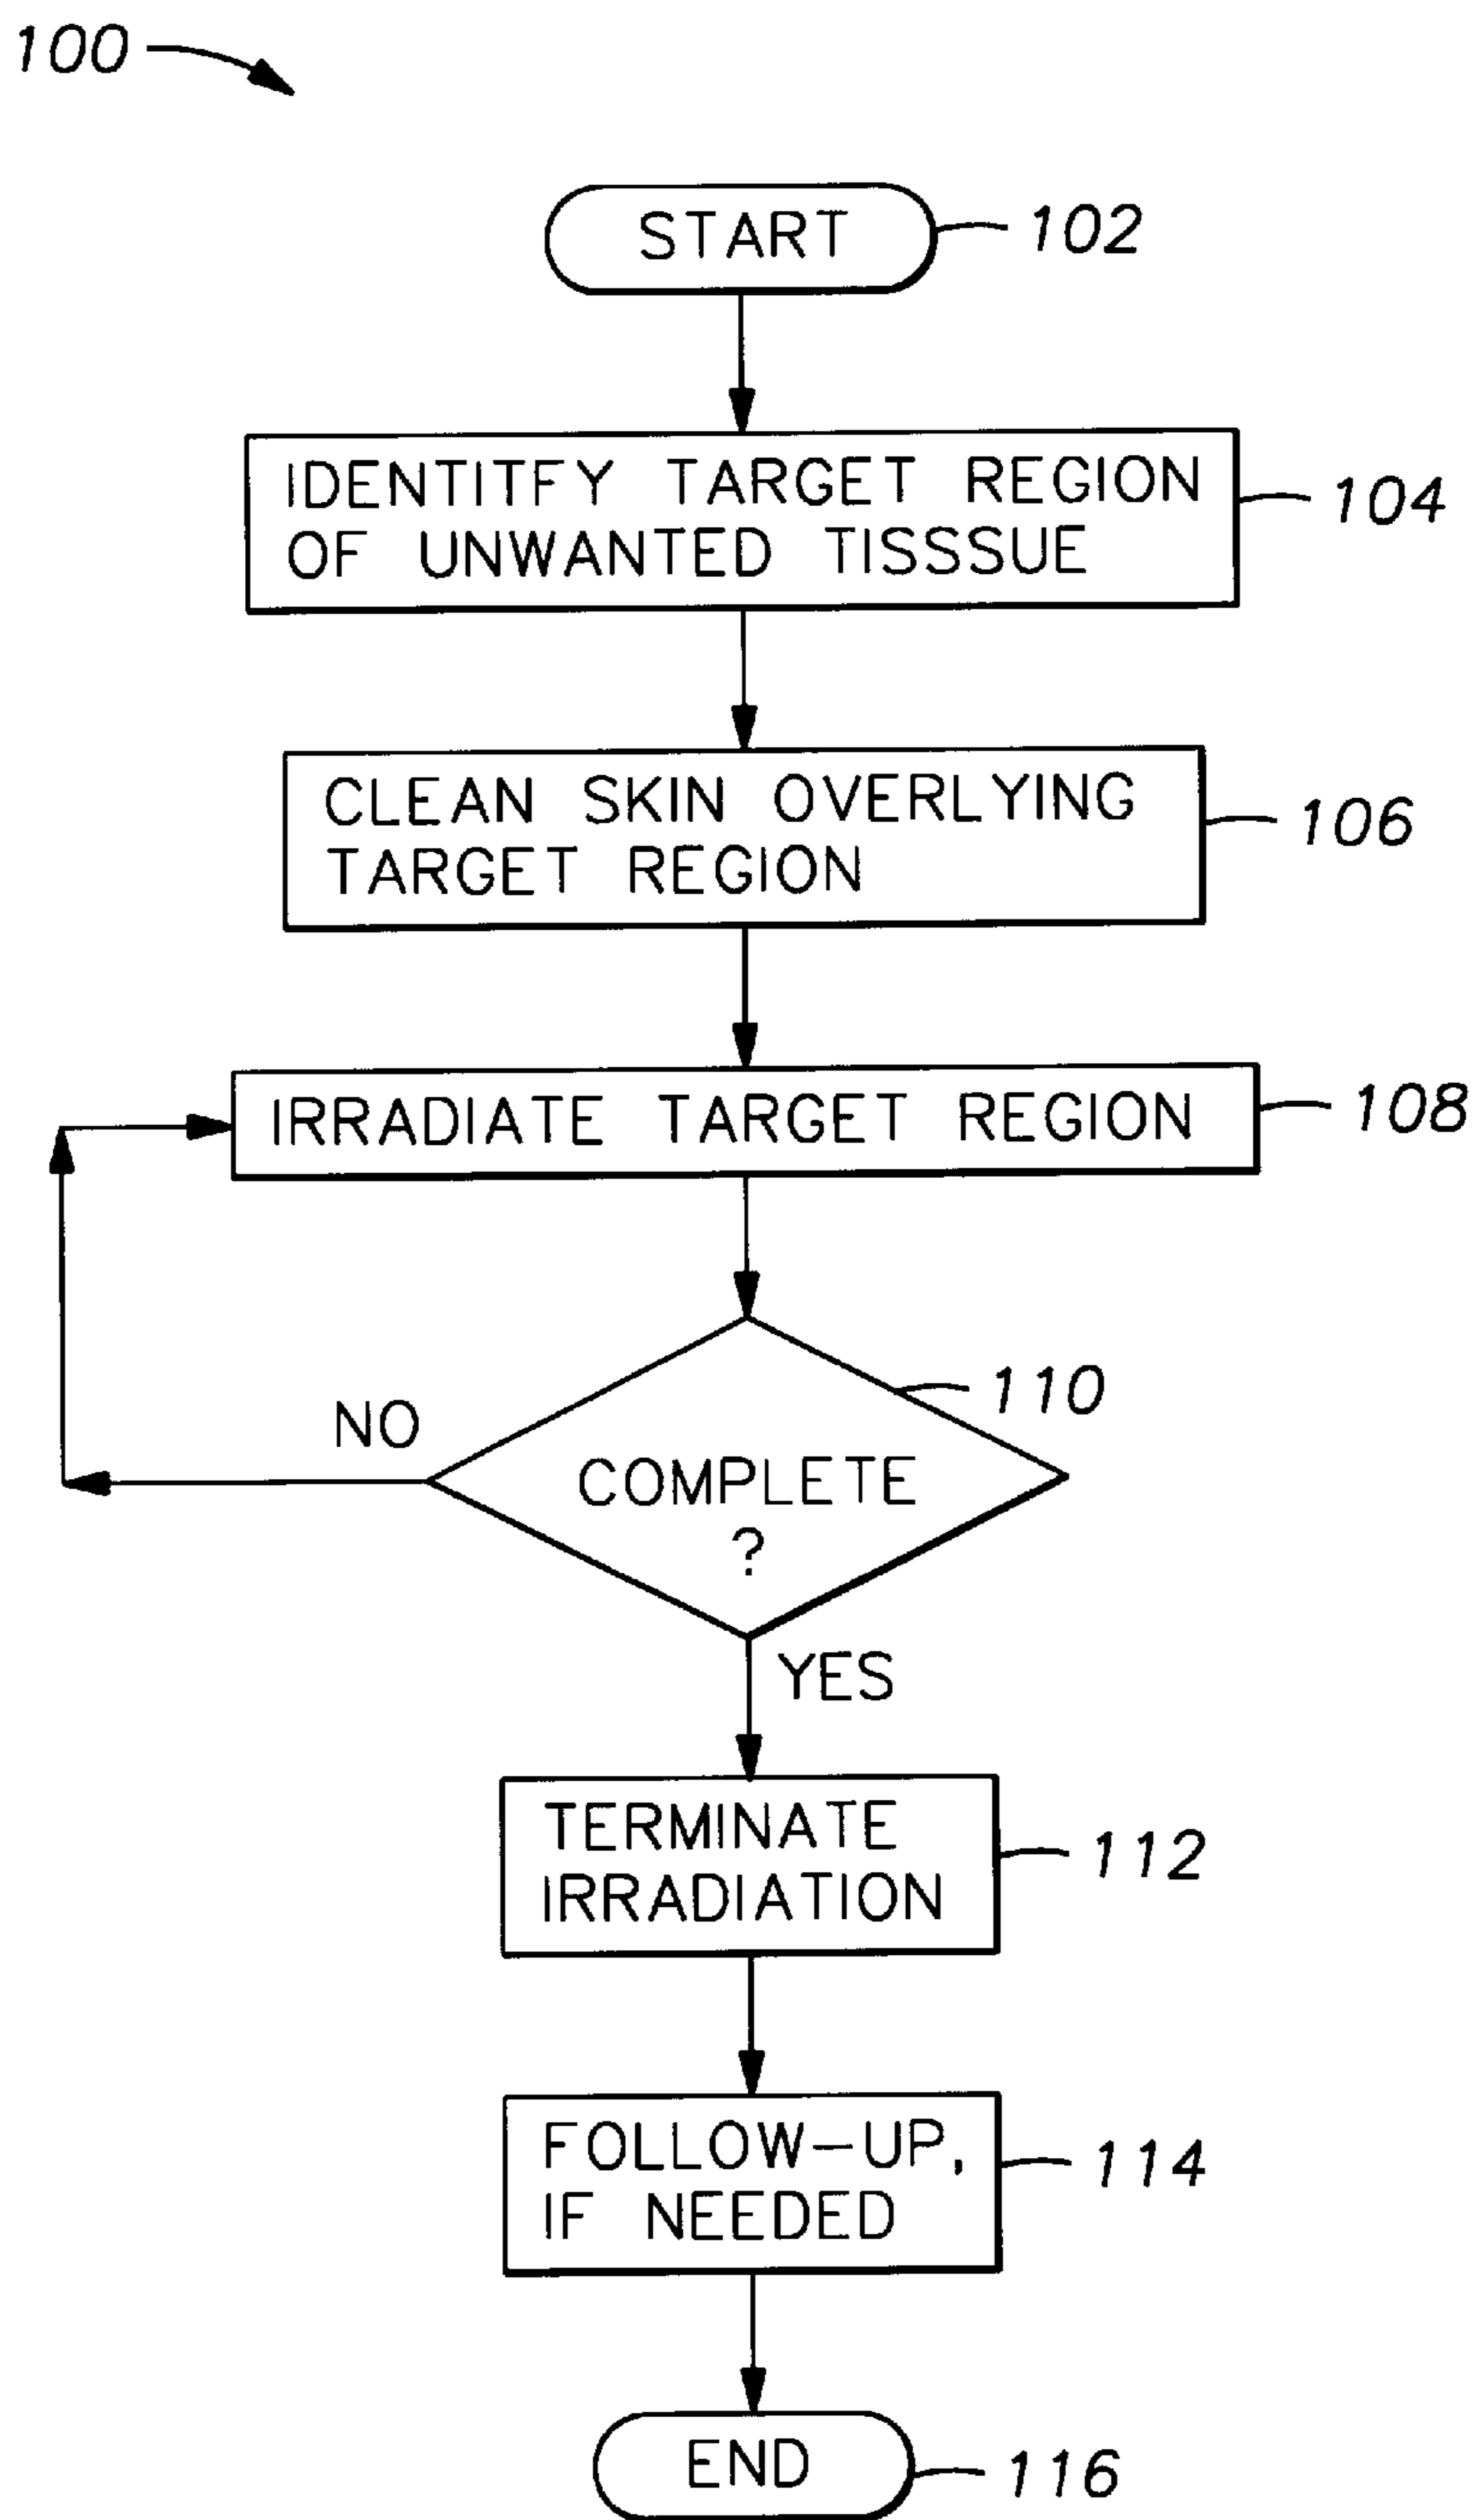 100
START
102
IDENTITFY TARGET REGION
OF UNWANTED TISSSUE
104
CLEAN SKIN OVERLYING
TARGET REGION
106
IRRADIATE TARGET REGION
108
110
NO
COMPLETE
?
YES
TERMINATE
IRRADIATION
112
FOLLOW-UP,
IF NEEDED
114
END
116